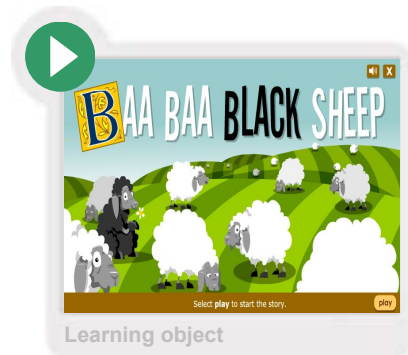 BAA BAA BLACK SHEEP
Select play to start the story.
play
Learning object